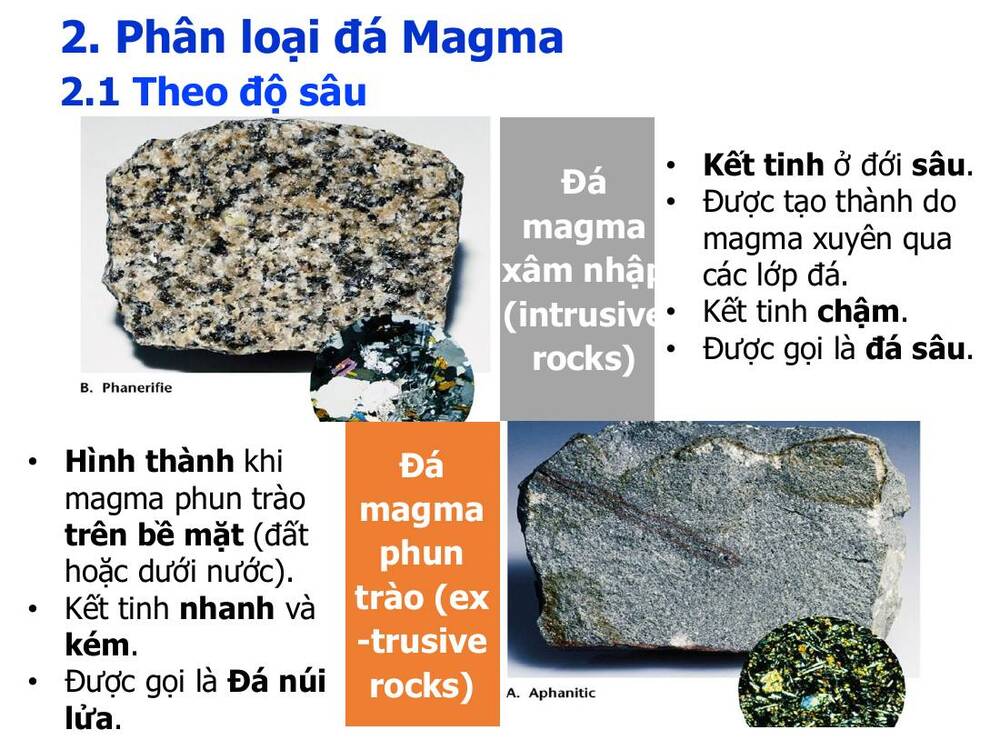 2. Phân loại đá Magma
2.1 Theo độ sâu
B. Phanerifie
Đá
magma
xâm nhập
(intrusive
rocks)
• Kết tinh ở đới sâu.
• Được tạo thành do
magma xuyên qua
các lớp đá.
• Kết tinh chậm.
• Được gọi là đá sâu.
• Hình thành khi
magma phun trào
trên bề mặt (đất
hoặc dưới nước).
• Kết tinh nhanh và
kém.
• Được gọi là Đá núi
lửa.
Đá
magma
phun
trào (ex
-trusive
rocks)
A. Aphanitic